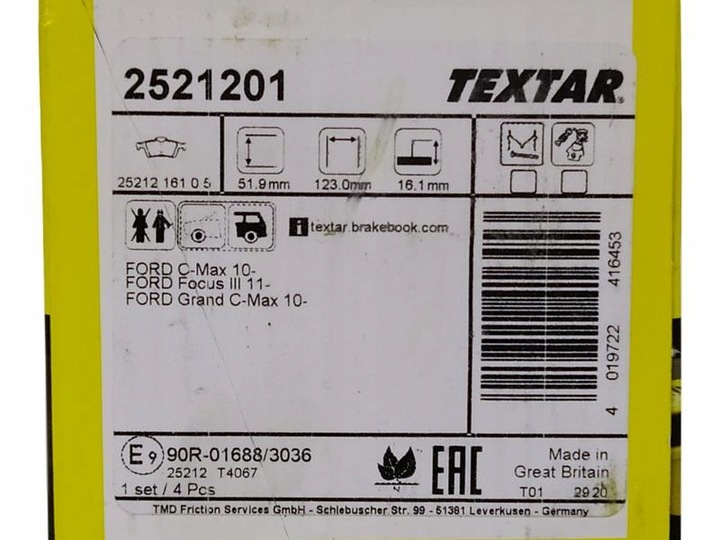 2521201
TEXTAR®
25212 161 0 5
51.9mm
123.0mm
16.1mm
i textar.brakebook.com
FORD C-Max 10-
FORD Focus III 11-
FORD Grand C-Max 10-
4 019722 416453
E9 90R-01688/3036
25212 T4067
1 set / 4 Pcs
N
EAC
Made in
Great Britain
T01 2920
TMD Friction Services GmbH - Schlebuscher Str. 99 - 51381 Leverkusen - Germany